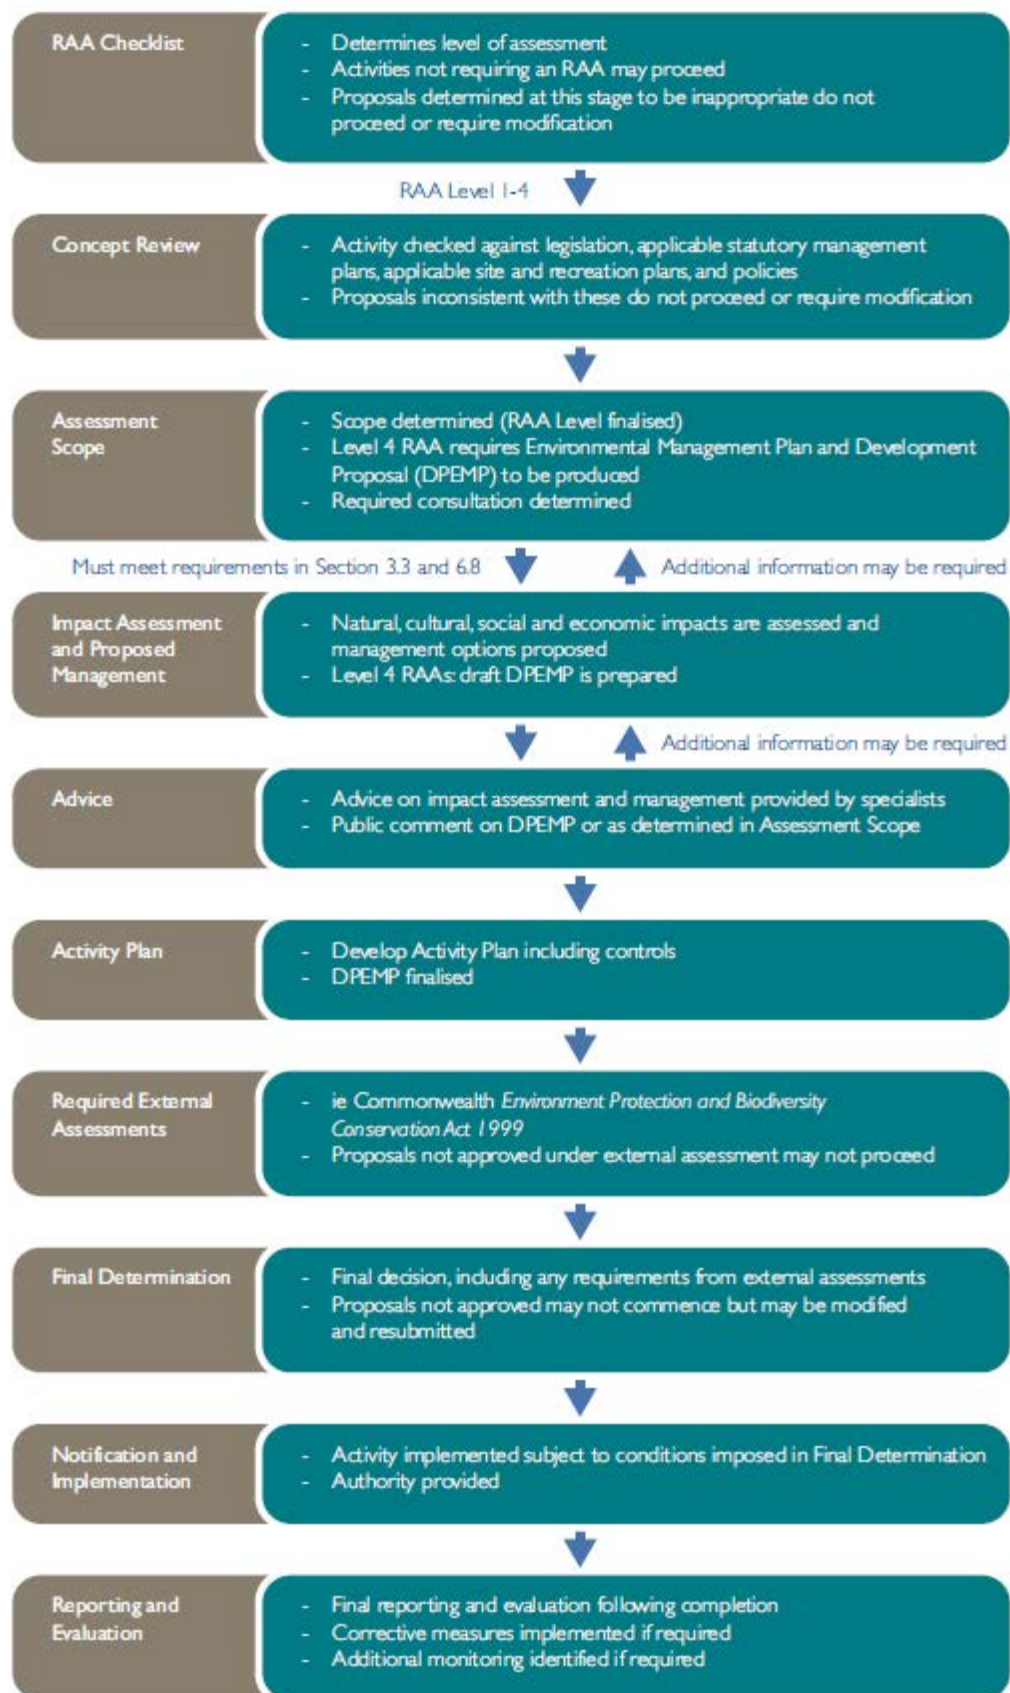 RAA Checklist
- Determines level of assessment
- Activities not requiring an RAA may proceed
- Proposals determined at this stage to be inappropriate do not
proceed or require modification
RAA Level 1-4
Concept Review
- Activity checked against legislation, applicable statutory management
plans, applicable site and recreation plans, and policies
- Proposals inconsistent with these do not proceed or require modification
Assessment
Scope
- Scope determined (RAA Level finalised)
- Level 4 RAA requires Environmental Management Plan and Development
Proposal (DPEMP) to be produced
- Required consultation determined
Must meet requirements in Section 3.3 and 6.8
Additional information may be required
Impact Assessment
and Proposed
Management
- Natural, cultural, social and economic impacts are assessed and
management options proposed
- Level 4 RAAs: draft DPEMP is prepared
Additional information may be required
Advice
- Advice on impact assessment and management provided by specialists
- Public comment on DPEMP or as determined in Assessment Scope
Activity Plan
- Develop Activity Plan including controls
- DPEMP finalised
Required External
Assessments
- ie Commonwealth Environment Protection and Biodiversity
Conservation Act 1999
- Proposals not approved under external assessment may not proceed
Final Determination
- Final decision, including any requirements from external assessments
- Proposals not approved may not commence but may be modified
and resubmitted
Notification and
Implementation
- Activity implemented subject to conditions imposed in Final Determination
- Authority provided
Reporting and
Evaluation
- Final reporting and evaluation following completion
- Corrective measures implemented if required
- Additional monitoring identified if required